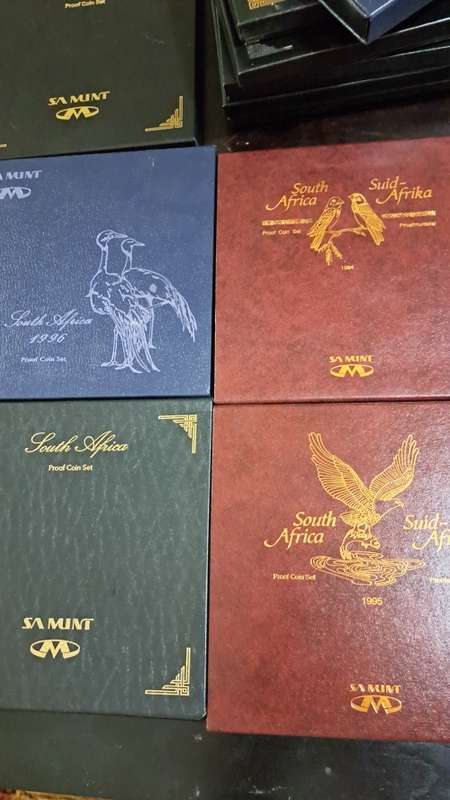 Proof Coin Set
SA MINT
SA MINT
South Africa
1996
Proof Coin Set
South
Africa
Suid-
Afrika
Proof Coin Set
1994
SA MINT
South Africa
Proof Coin Set
SA MINT
South
Africa
Suid-
Proof Coin Set
1995
SA MINT